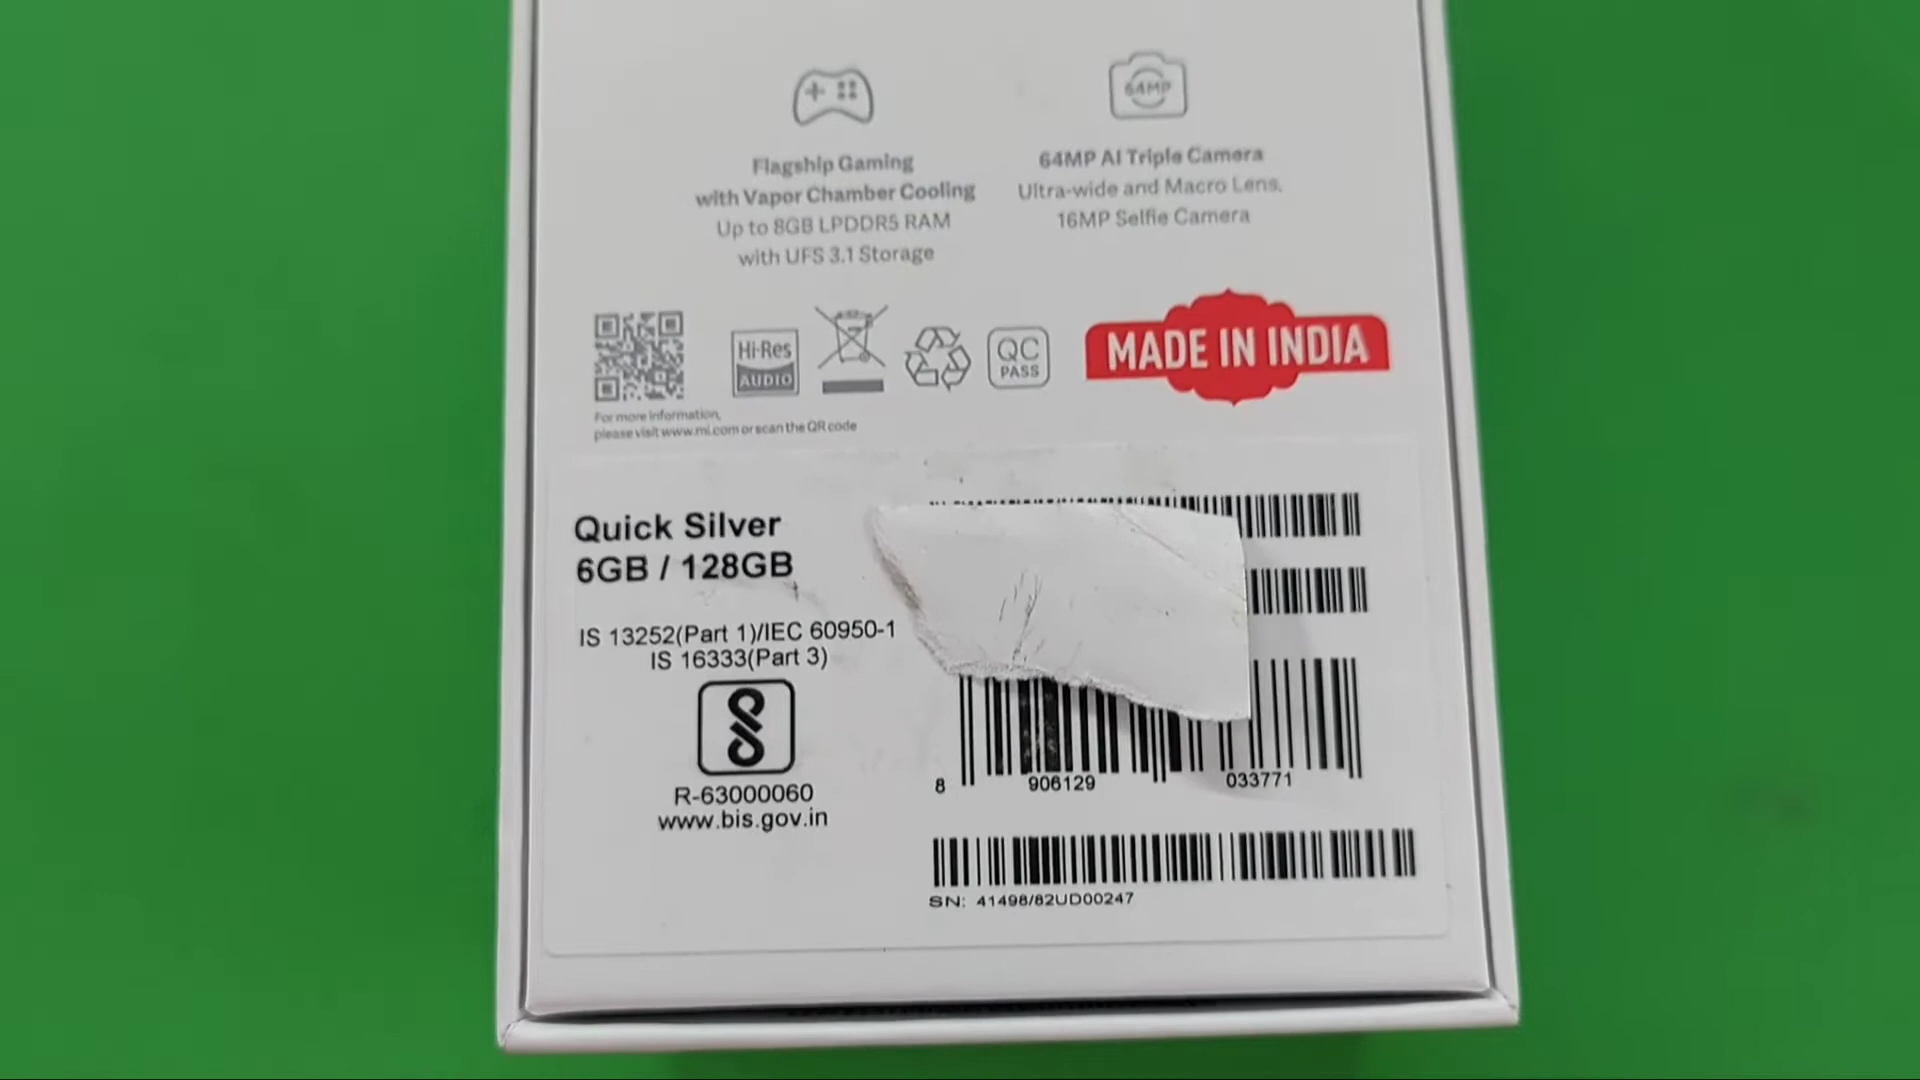 64MP
Flagship Gaming
with Vapor Chamber Cooling
Up to 8GB LPDDR5 RAM
with UFS 3.1 Storage
64MP AI Triple Camera
Ultra-wide and Macro Lens,
16MP Selfie Camera
Hi-Res
AUDIO
QC
PASS
MADE IN INDIA
For more information,
please visit www.mi.com or scan the QR code
Quick Silver
6GB / 128GB
IS 13252(Part 1)/IEC 60950-1
IS 16333(Part 3)
R-63000060
www.bis.gov.in
8 906129 033771
SN: 41498/82UD00247